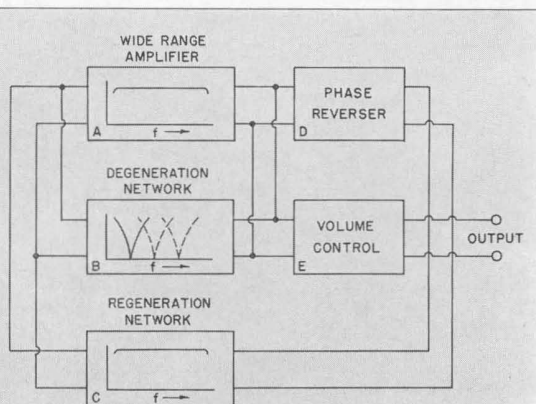 WIDE RANGE
AMPLIFIER
A
f
PHASE
REVERSER
D
DEGENERATION
NETWORK
B
f
VOLUME
CONTROL
E
OUTPUT
REGENERATION
NETWORK
C
f